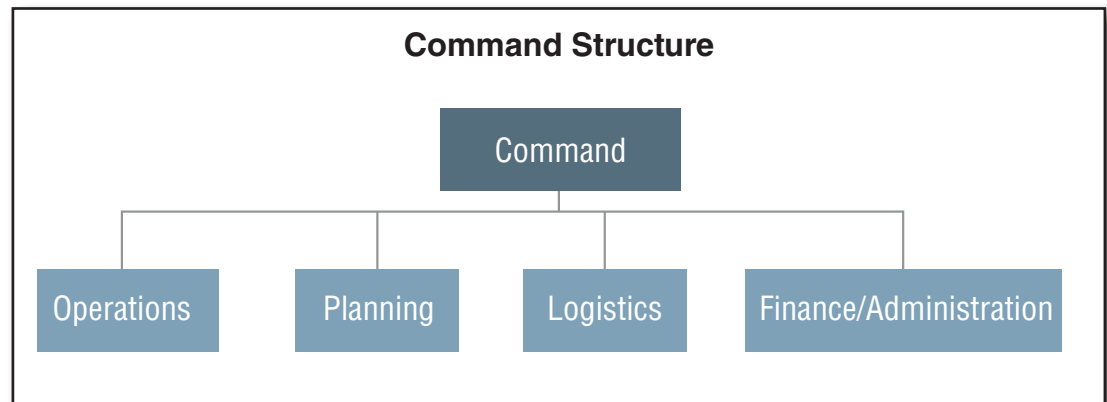 Command Structure
Command
Operations
Planning
Logistics
Finance/Administration